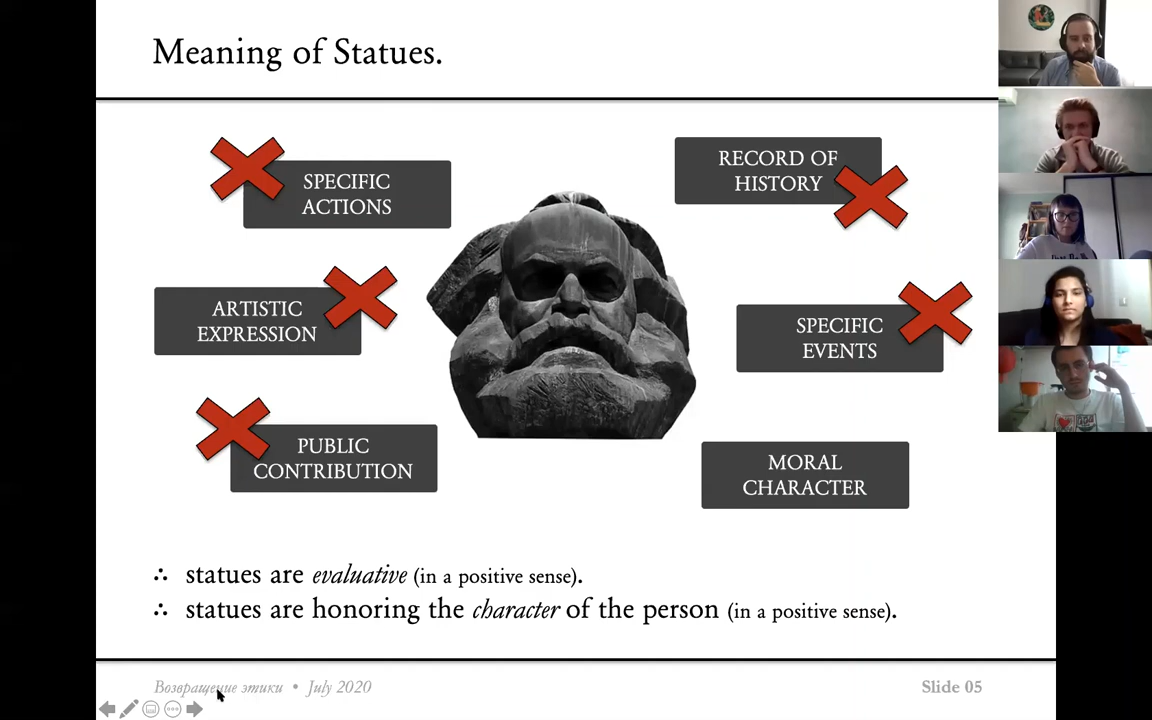 Meaning of Statues.
SPECIFIC
ACTIONS
RECORD OF
HISTORY
ARTISTIC
EXPRESSION
SPECIFIC
EVENTS
PUBLIC
CONTRIBUTION
MORAL
CHARACTER
∴ statues are evaluative (in a positive sense).
∴ statues are honoring the character of the person (in a positive sense).
Возвращение этики • July 2020
Slide 05